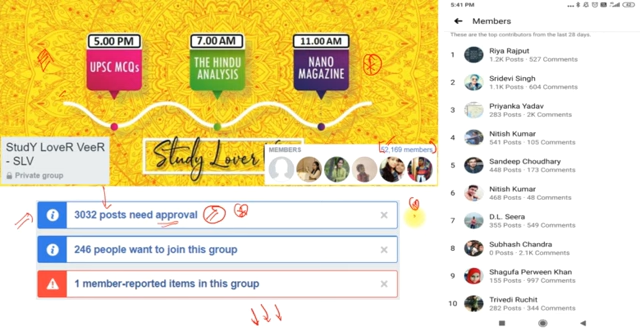 5.00 PM
7.00 AM
11.00 AM
UPSC MCQs
THE HINDU
ANALYSIS
NANO
MAGAZINE
StudY LoveR VeeR
- SLV
Private group
Study Lover
MEMBERS
52,169 members
3032 posts need approval
246 people want to join this group
1 member-reported items in this group
5:41 PM
Members
These are the top contributors from the last 28 days.
1 Riya Rajput
1.2K Posts · 527 Comments
2 Sridevi Singh
1.1K Posts · 604 Comments
3 Priyanka Yadav
283 Posts · 2K Comments
4 Nitish Kumar
541 Posts · 105 Comments
5 Sandeep Choudhary
448 Posts · 173 Comments
6 Nitish Kumar
468 Posts · 48 Comments
7 D.L. Seera
355 Posts · 549 Comments
8 Subhash Chandra
0 Posts · 2.1K Comments
9 Shagufa Perween Khan
155 Posts · 997 Comments
10 Trivedi Ruchit
282 Posts · 344 Comments